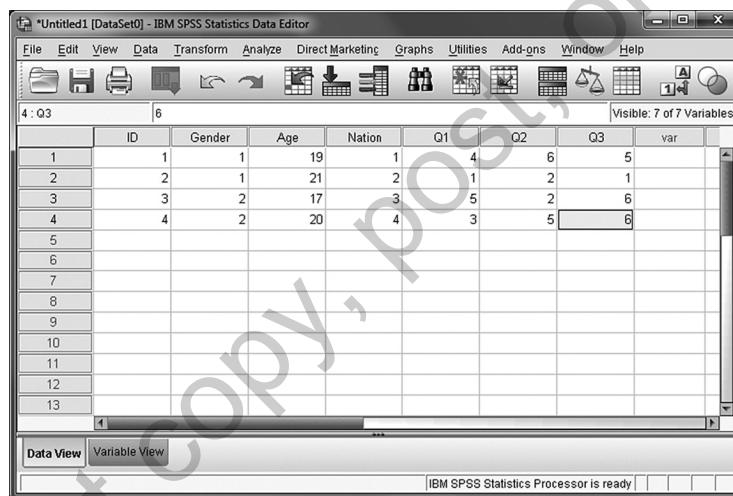 *Untitled1 [DataSet0] - IBM SPSS Statistics Data Editor
File Edit View Data Transform Analyze Direct Marketing Graphs Utilities Add-ons Window Help
4 : Q3 6 Visible: 7 of 7 Variables
ID Gender Age Nation Q1 Q2 Q3 var
1 1 1 19 1 4 6 5
2 2 1 21 2 1 2 1
3 3 2 17 3 5 2 6
4 4 2 20 4 3 5 6
5
6
7
8
9
10
11
12
13
Data View Variable View
IBM SPSS Statistics Processor is ready
copy, post, or